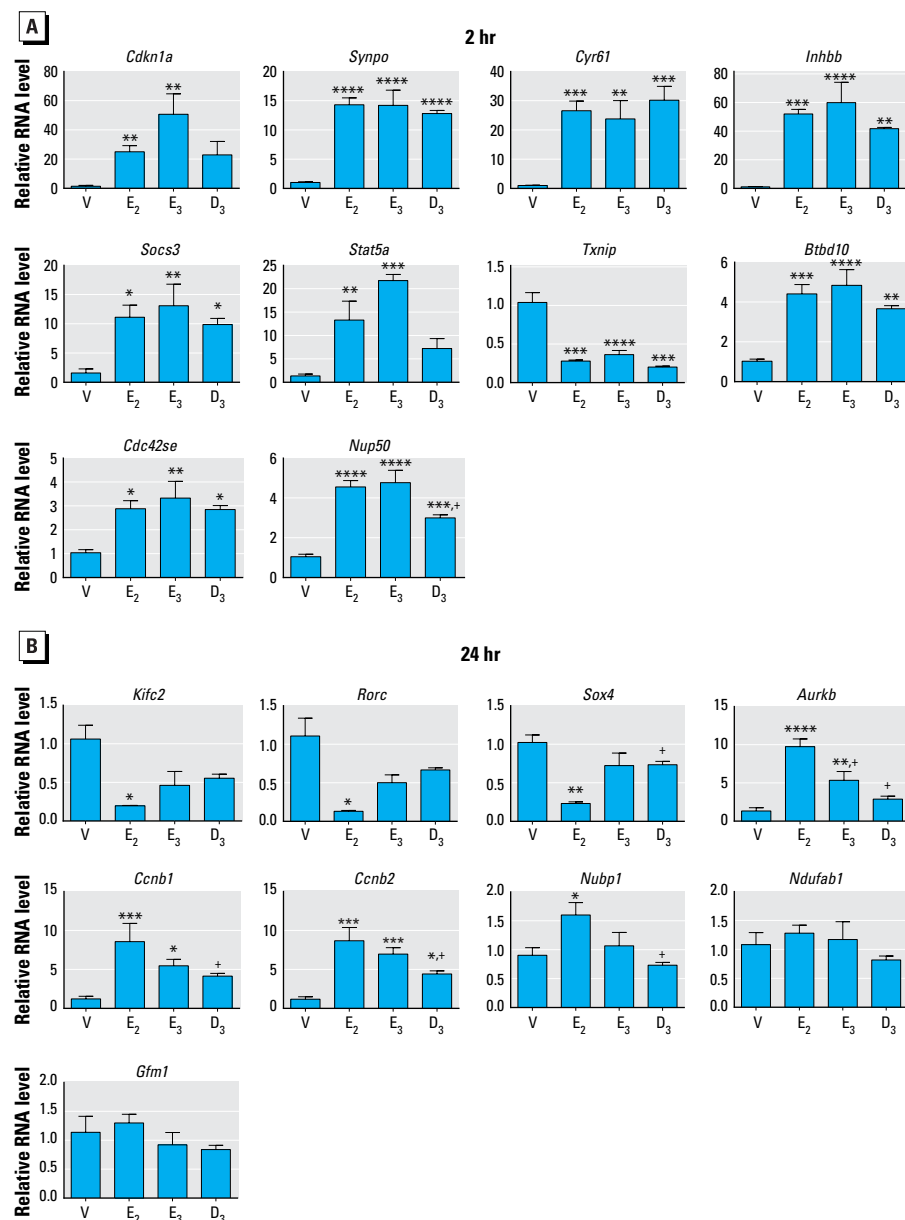 A
2 hr
Cdkn1a
Synpo
Cyr61
Inhbb
Relative RNA level
80
60
40
20
0
**
**
V E2 E3 D3
20
15
10
5
0
****
****
****
V E2 E3 D3
40
30
20
10
0
***
**
***
V E2 E3 D3
100
80
60
40
20
0
***
****
**
V E2 E3 D3
Socs3
Stat5a
Txnip
Btbd10
Relative RNA level
20
15
10
5
0
*
**
*
V E2 E3 D3
25
20
15
10
5
0
**
***
V E2 E3 D3
1.5
1.0
0.5
0.0
***
****
***
V E2 E3 D3
6
4
2
0
***
****
**
V E2 E3 D3
Cdc42se
Nup50
Relative RNA level
5
4
3
2
1
0
*
**
*
V E2 E3 D3
6
4
2
0
****
****
***,+
V E2 E3 D3
B
24 hr
Kifc2
Rorc
Sox4
Aurkb
Relative RNA level
1.5
1.0
0.5
0.0
*
V E2 E3 D3
1.5
1.0
0.5
0.0
*
V E2 E3 D3
1.5
1.0
0.5
0.0
**
+
V E2 E3 D3
15
10
5
0
****
**,+
+
V E2 E3 D3
Ccnb1
Ccnb2
Nubp1
Ndufab1
Relative RNA level
15
10
5
0
***
*
+
V E2 E3 D3
15
10
5
0
***
***
*,+
V E2 E3 D3
2.0
1.5
1.0
0.5
0.0
*
+
V E2 E3 D3
2.0
1.5
1.0
0.5
0.0
V E2 E3 D3
Gfm1
Relative RNA level
2.0
1.5
1.0
0.5
0.0
V E2 E3 D3